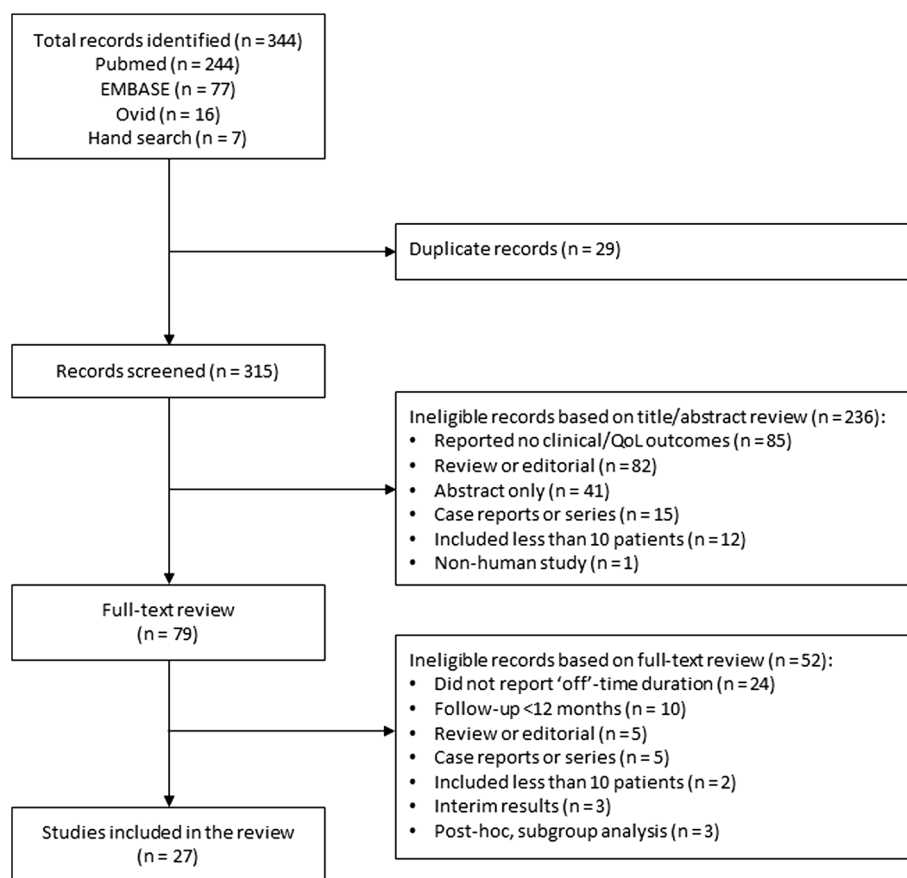 Total records identified (n = 344)
Pubmed (n = 244)
EMBASE (n = 77)
Ovid (n = 16)
Hand search (n = 7)
Duplicate records (n = 29)
Records screened (n = 315)
Ineligible records based on title/abstract review (n = 236):
• Reported no clinical/QoL outcomes (n = 85)
• Review or editorial (n = 82)
• Abstract only (n = 41)
• Case reports or series (n = 15)
• Included less than 10 patients (n = 12)
• Non-human study (n = 1)
Full-text review
(n = 79)
Ineligible records based on full-text review (n = 52):
• Did not report ‘off’-time duration (n = 24)
• Follow-up <12 months (n = 10)
• Review or editorial (n = 5)
• Case reports or series (n = 5)
• Included less than 10 patients (n = 2)
• Interim results (n = 3)
• Post-hoc, subgroup analysis (n = 3)
Studies included in the review
(n = 27)